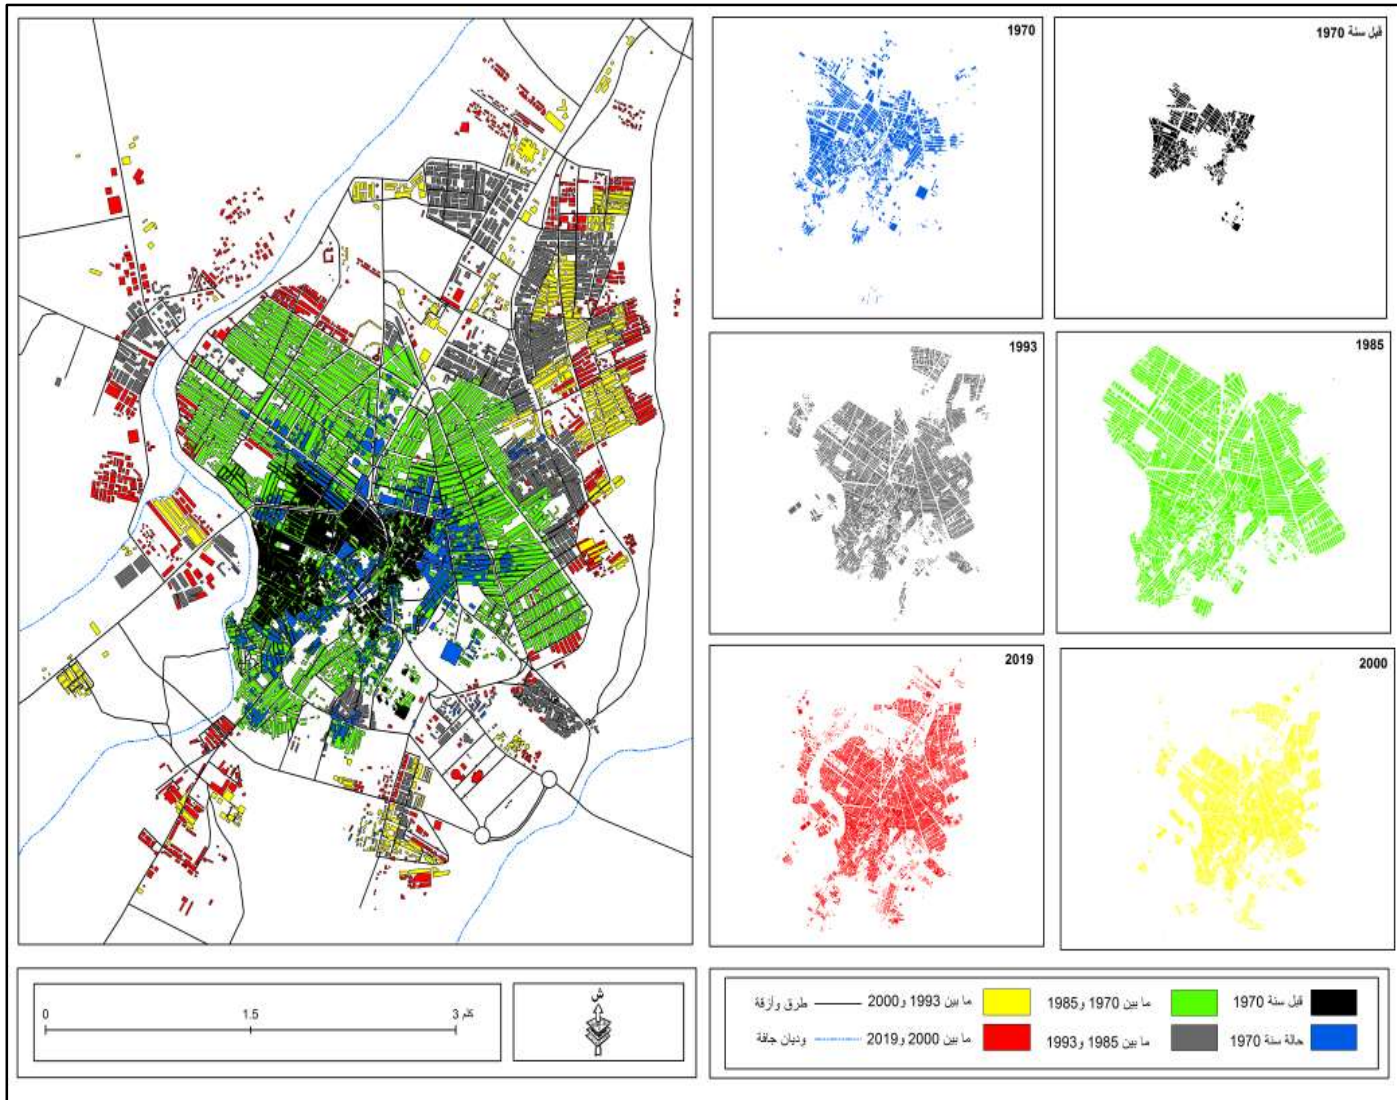 قبل سنة 1970
1970
1985
1993
2000
2019
قبل سنة 1970
ما بين 1970 و1985
ما بين 1993 و2000
طرق وأزقة
حالة سنة 1970
ما بين 1985 و1993
ما بين 2000 و2019
وديان جافة
ش
0
1.5
3 كلم